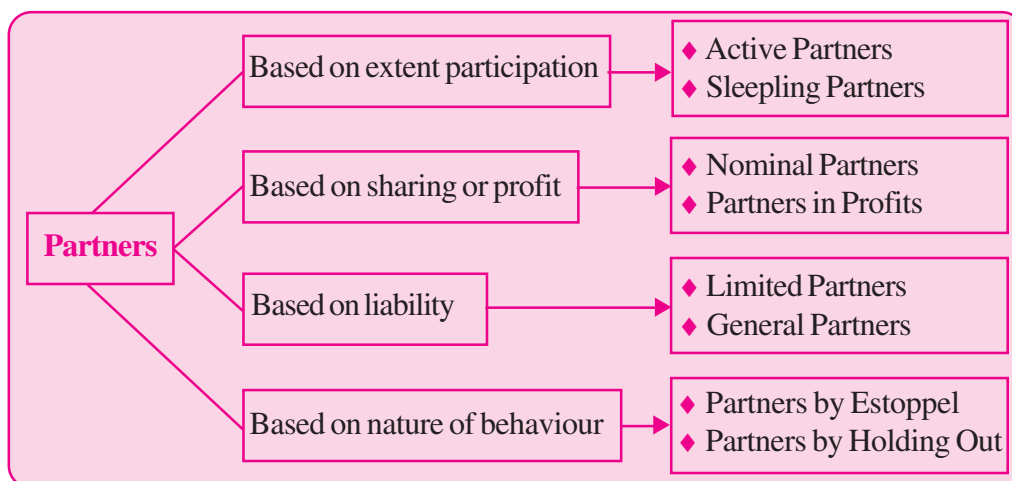 Partners
Based on extent participation
♦ Active Partners
♦ Sleepling Partners
Based on sharing or profit
♦ Nominal Partners
♦ Partners in Profits
Based on liability
♦ Limited Partners
♦ General Partners
Based on nature of behaviour
♦ Partners by Estoppel
♦ Partners by Holding Out